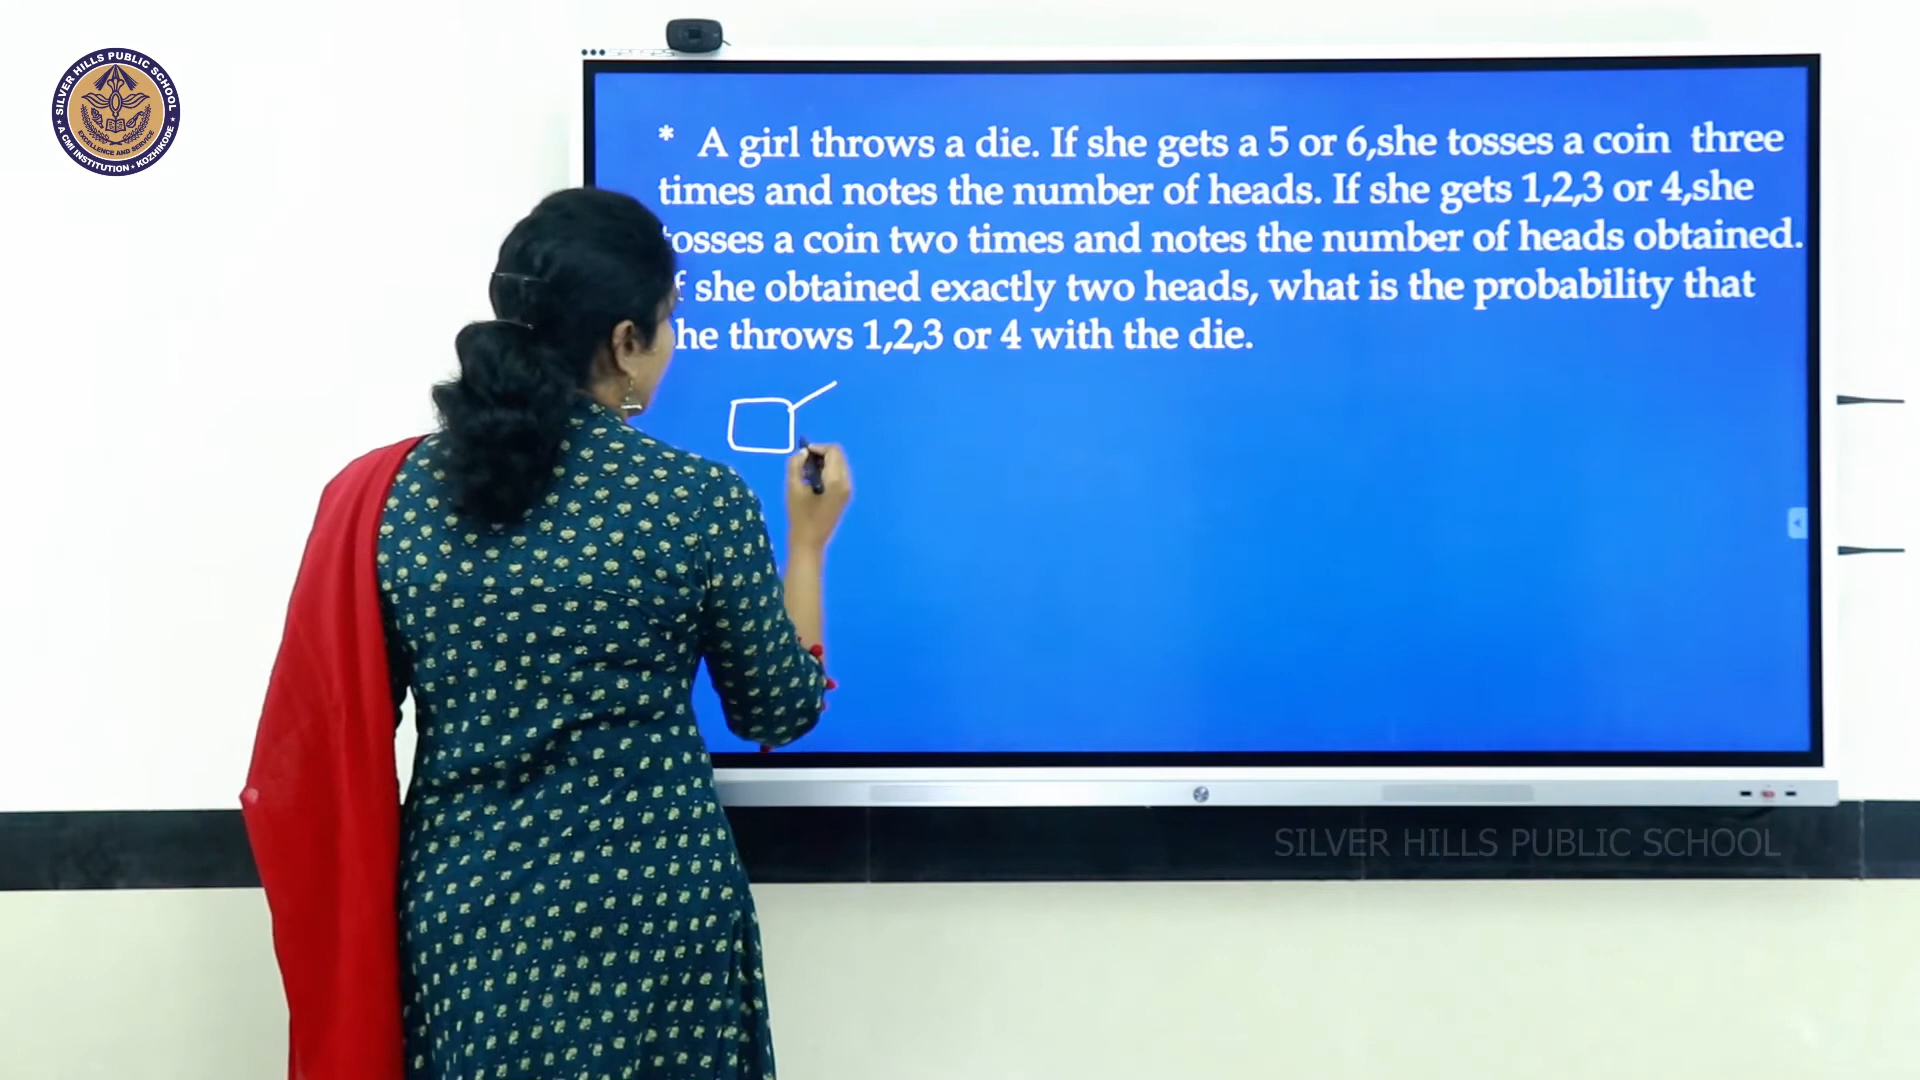 SILVER HILLS PUBLIC SCHOOL
EXCELLENCE AND SERVICE
* A CMI INSTITUTION • KOZHIKODE *
* A girl throws a die. If she gets a 5 or 6,she tosses a coin three
times and notes the number of heads. If she gets 1,2,3 or 4,she
tosses a coin two times and notes the number of heads obtained.
f she obtained exactly two heads, what is the probability that
he throws 1,2,3 or 4 with the die.
SILVER HILLS PUBLIC SCHOOL